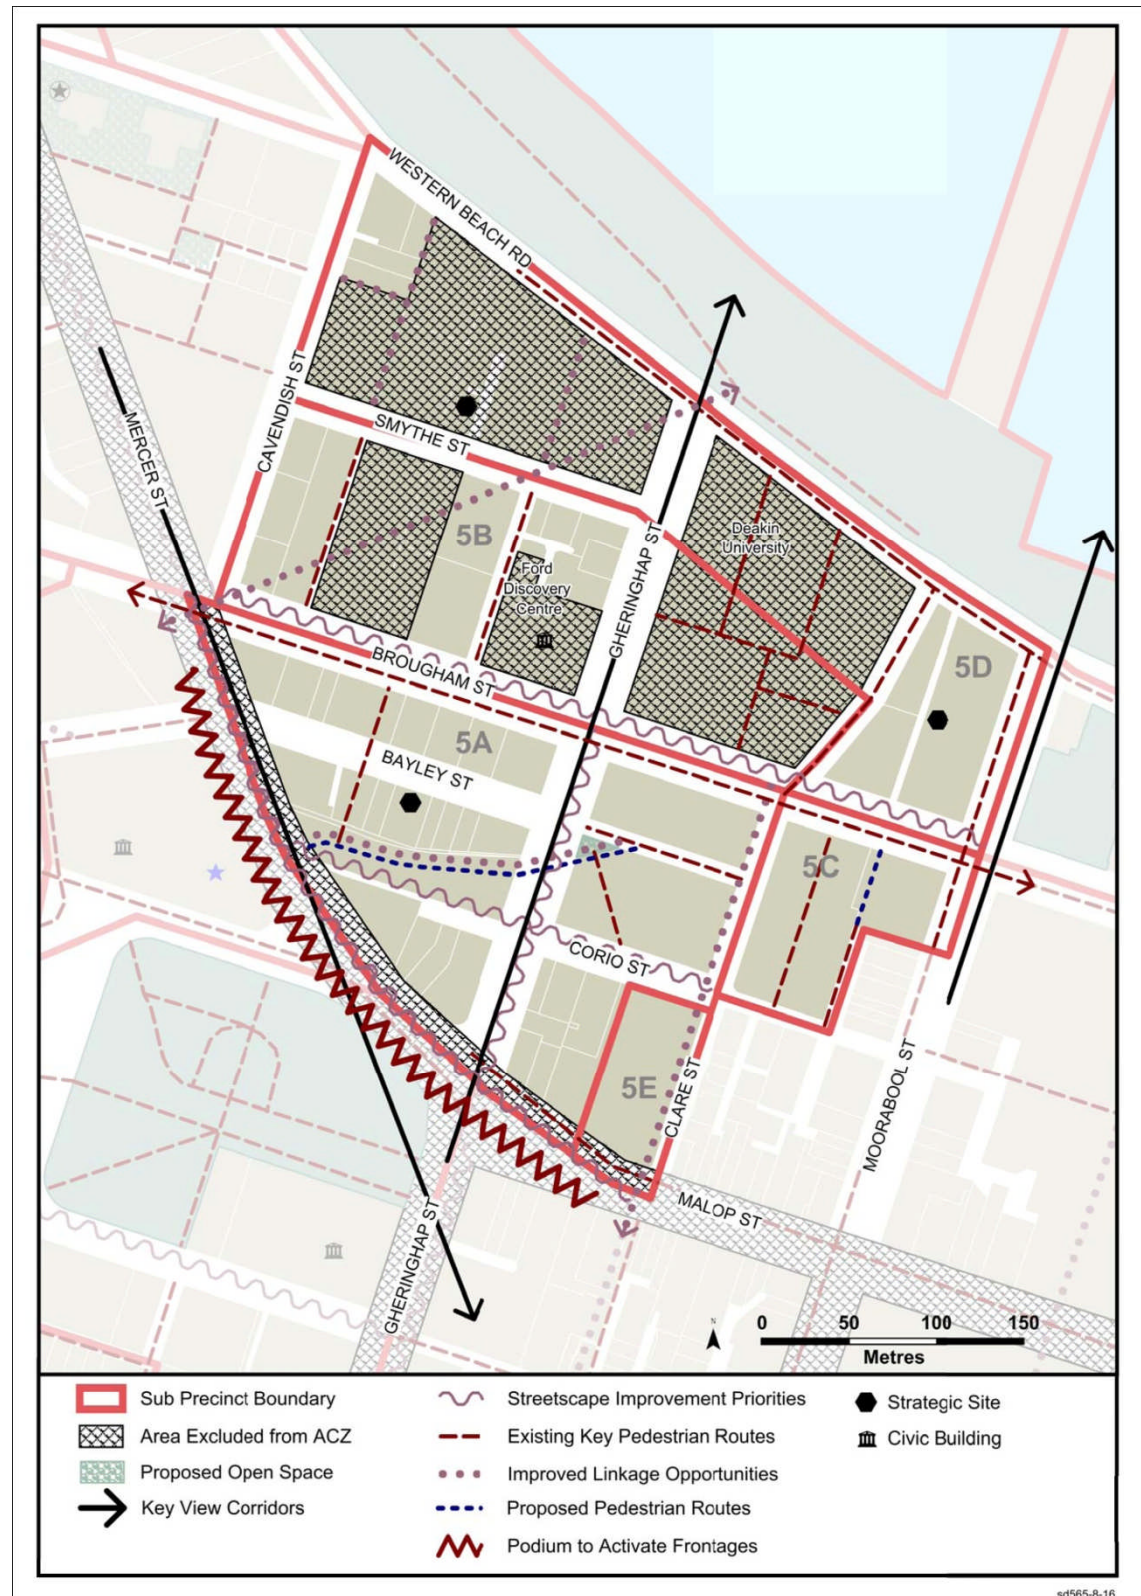 WESTERN BEACH RD
CAVENDISH ST
MERCER ST
SMYTHE ST
5B
Ford
Discovery
Centre
GHERINGHAP ST
Deakin
University
5D
BROUGHAM ST
5A
BAYLEY ST
5C
CORIO ST
5E
CLARE ST
MOORABOOL ST
MALOP ST
GHERINGHAP ST
N
0 50 100 150
Metres
Sub Precinct Boundary
Area Excluded from ACZ
Proposed Open Space
Key View Corridors
Streetscape Improvement Priorities
Existing Key Pedestrian Routes
Improved Linkage Opportunities
Proposed Pedestrian Routes
Podium to Activate Frontages
Strategic Site
Civic Building
sd565-8-16